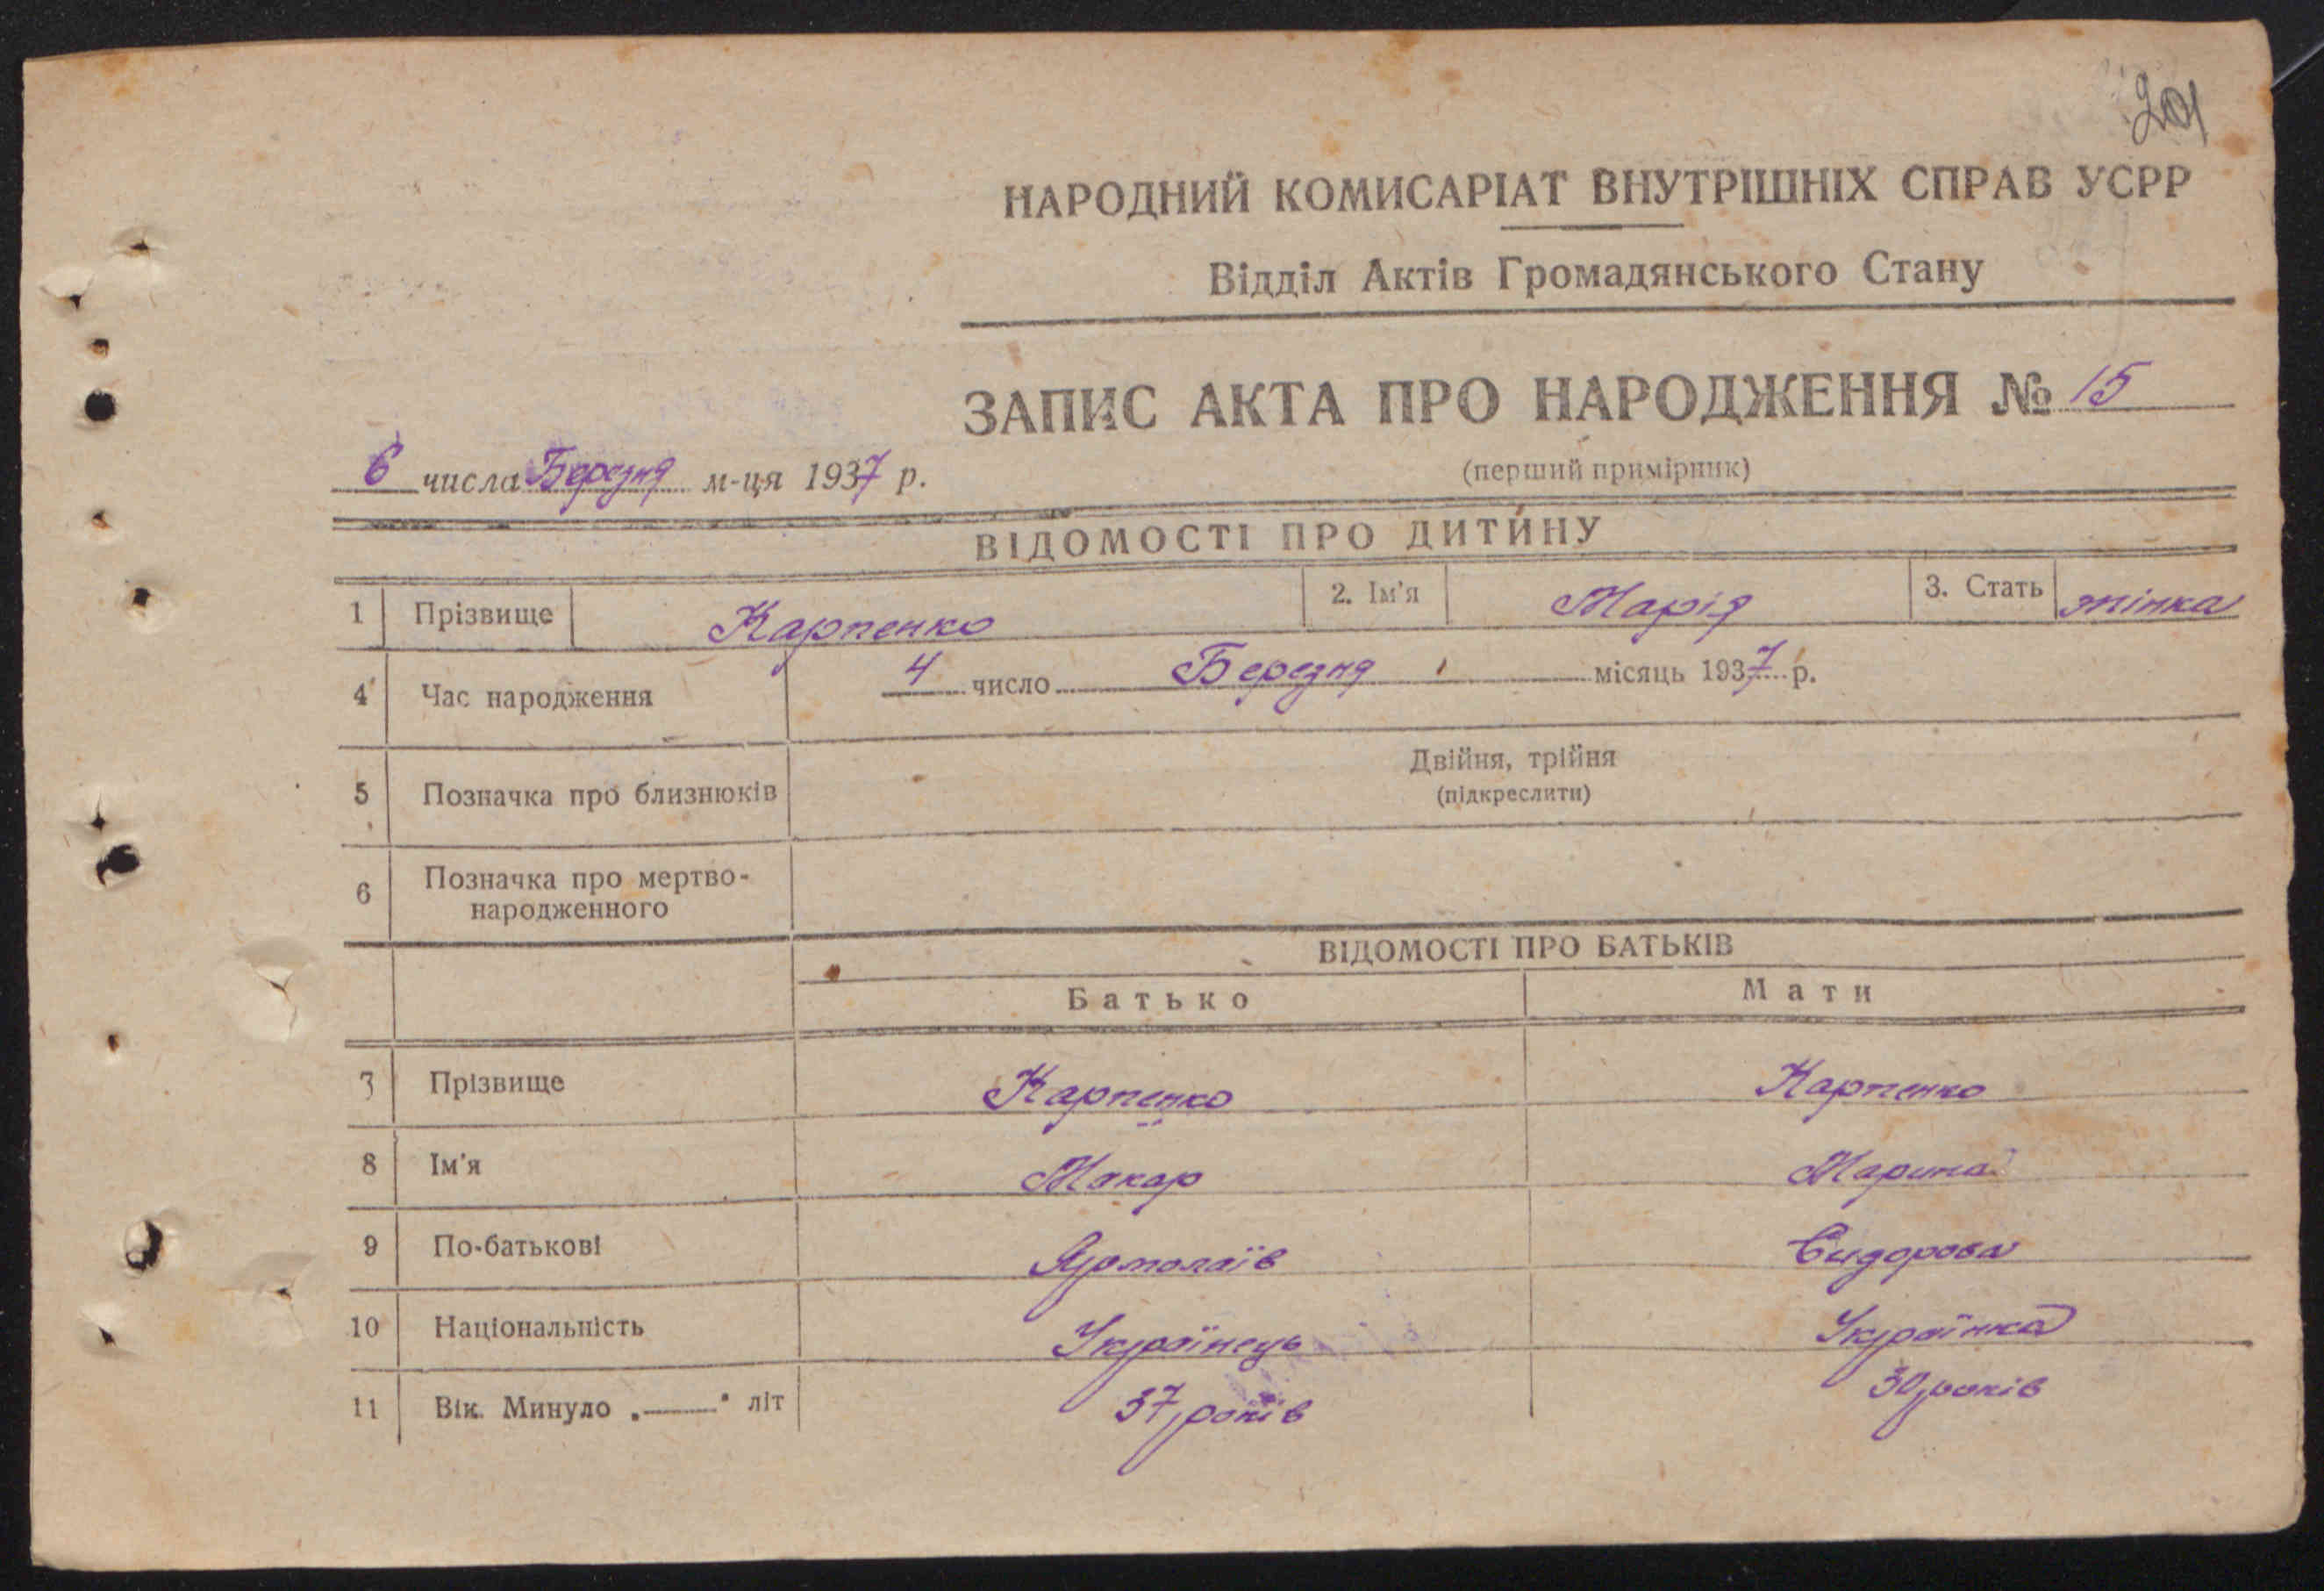 201
НАРОДНИЙ КОМИСАРІАТ ВНУТРІШНІХ СПРАВ УСРР
Відділ Актів Громадянського Стану
ЗАПИС АКТА ПРО НАРОДЖЕННЯ № 15
6 числа Березня м-ця 1937 р.
(перший примірник)
ВІДОМОСТІ ПРО ДИТИНУ
1 Прізвище Карпенко 2. Ім'я Марія 3. Стать жінка
4 Час народження 4 число Березня місяць 1937 р.
Двійня, трійня
5 Позначка про близнюків (підкреслити)
6 Позначка про мертво-
народженного
ВІДОМОСТІ ПРО БАТЬКІВ
Батько Мати
7 Прізвище Карпенко Карпенко
8 Ім'я Макар Марина
9 По-батькові Ярмолаїв Сидорова
10 Національність Українець Українка
11 Вік. Минуло „——" літ 37 років 30 років